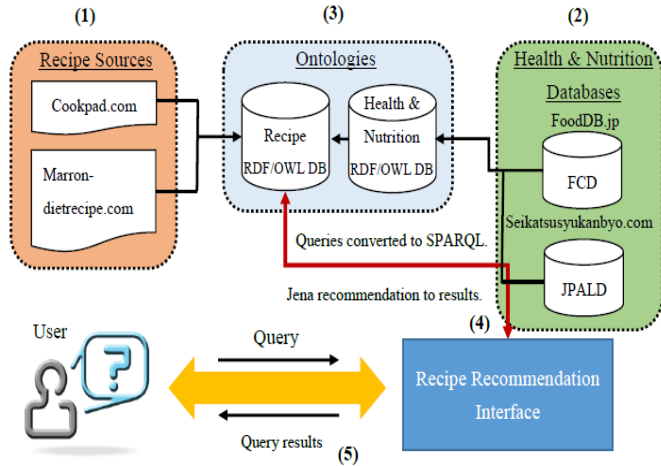 (1)
(3)
(2)
Recipe Sources
Cookpad.com
Marron-
dietrecipe.com
Ontologies
Recipe
RDF/OWL DB
Health &
Nutrition
RDF/OWL DB
Health & Nutrition
Databases
FoodDB.jp
FCD
Seikatsusyukanbyo.com
JPALD
Queries converted to SPARQL.
Jena recommendation to results.
(4)
User
?
Query
Query results
(5)
Recipe Recommendation
Interface